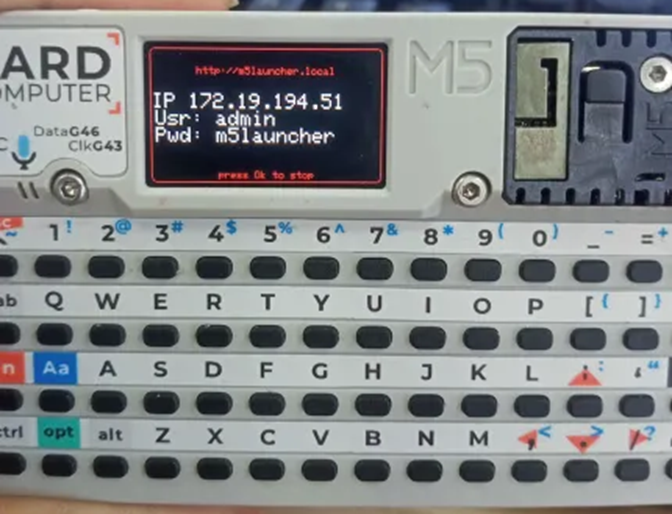 ARD
OMPUTER
DataG46
ClkG43
http://m5launcher.local
IP 172.19.194.51
Usr: admin
Pwd: m5launcher
press Ok to stop
M5
~ 1 ! 2 @ 3 # 4 $ 5 % 6 ^ 7 & 8 * 9 ( 0 ) _ - = +
ab Q W E R T Y U I O P [ { ] }
n Aa A S D F G H J K L ; : ‘ “
ctrl opt alt Z X C V B N M , < . > / ?